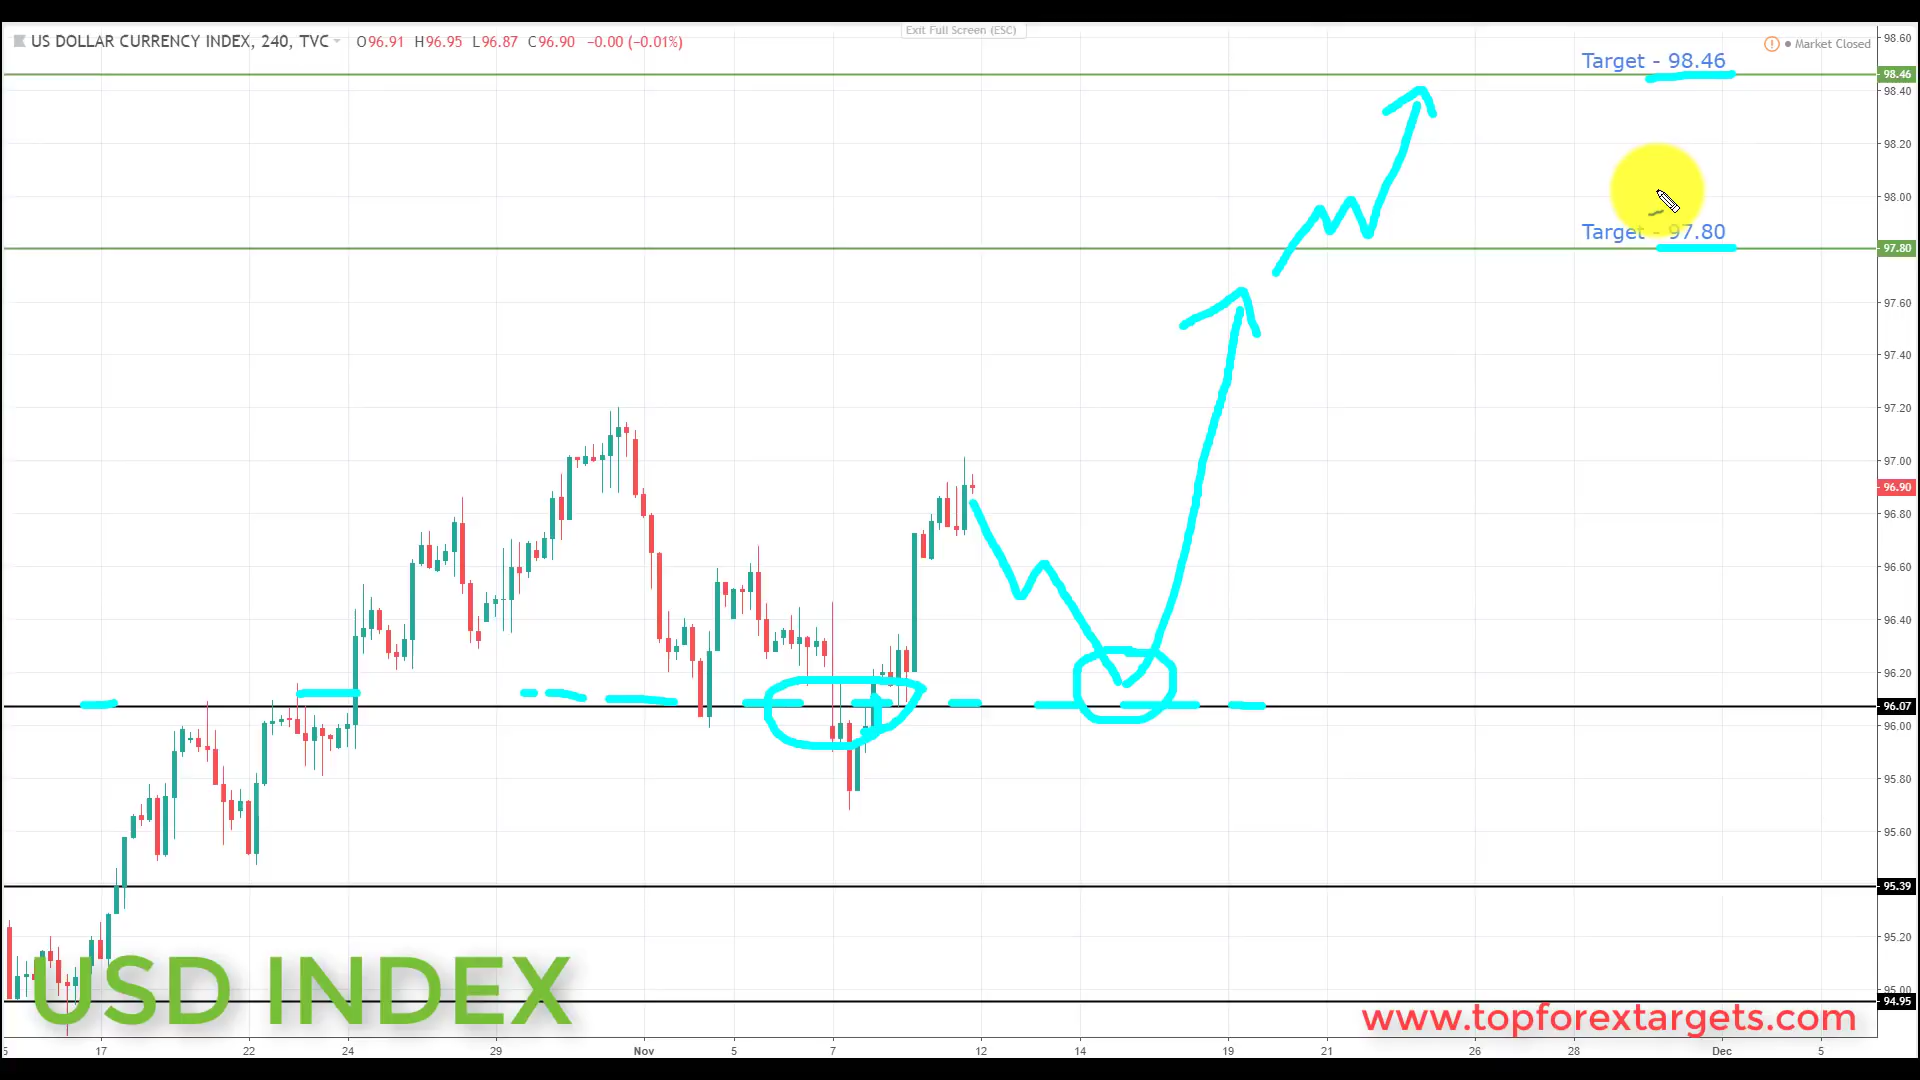 Exit Full Screen (ESC)
US DOLLAR CURRENCY INDEX, 240, TVC O96.91 H96.95 L96.87 C96.90 −0.00 (−0.01%)
Market Closed
Target - 98.46
Target - 97.80
98.60
98.46
98.40
98.20
98.00
97.80
97.60
97.40
97.20
97.00
96.90
96.80
96.60
96.40
96.20
96.07
96.00
95.80
95.60
95.39
95.20
95.00
94.95
USD INDEX
www.topforextargets.com
5 17 22 24 29 Nov 5 7 12 14 19 21 26 28 Dec 5